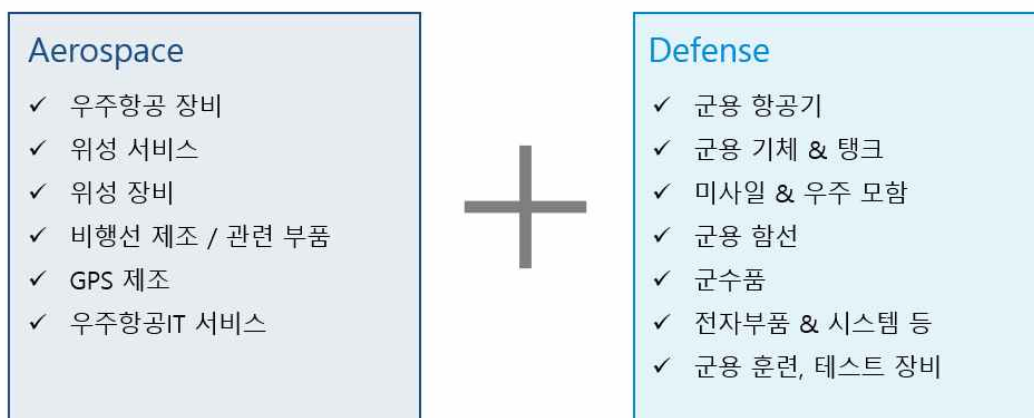 Aerospace
✓ 우주항공 장비
✓ 위성 서비스
✓ 위성 장비
✓ 비행선 제조 / 관련 부품
✓ GPS 제조
✓ 우주항공IT 서비스
Defense
✓ 군용 항공기
✓ 군용 기체 & 탱크
✓ 미사일 & 우주 모함
✓ 군용 함선
✓ 군수품
✓ 전자부품 & 시스템 등
✓ 군용 훈련, 테스트 장비